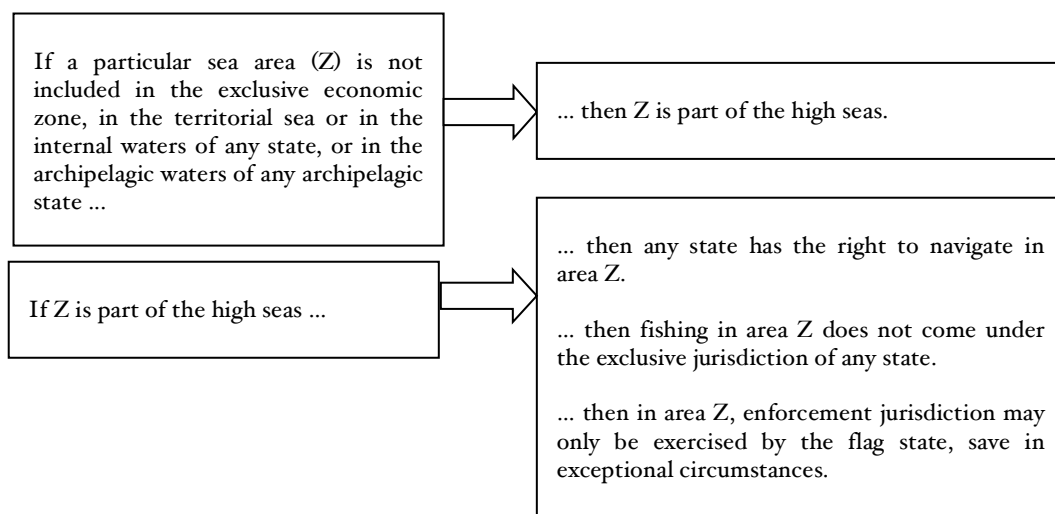 If a particular sea area (Z) is not
included in the exclusive economic
zone, in the territorial sea or in the
internal waters of any state, or in the
archipelagic waters of any archipelagic
state ...
... then Z is part of the high seas.
If Z is part of the high seas ...
... then any state has the right to navigate in
area Z.
... then fishing in area Z does not come under
the exclusive jurisdiction of any state.
... then in area Z, enforcement jurisdiction may
only be exercised by the flag state, save in
exceptional circumstances.